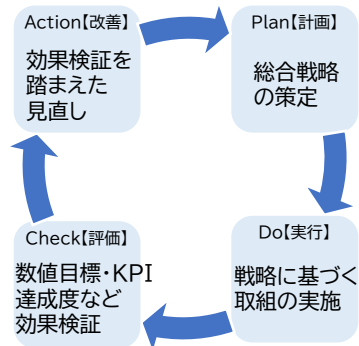 Action【改善】
効果検証を
踏まえた
見直し
Plan【計画】
総合戦略
の策定
Do【実行】
戦略に基づく
取組の実施
Check【評価】
数値目標・KPI
達成度など
効果検証